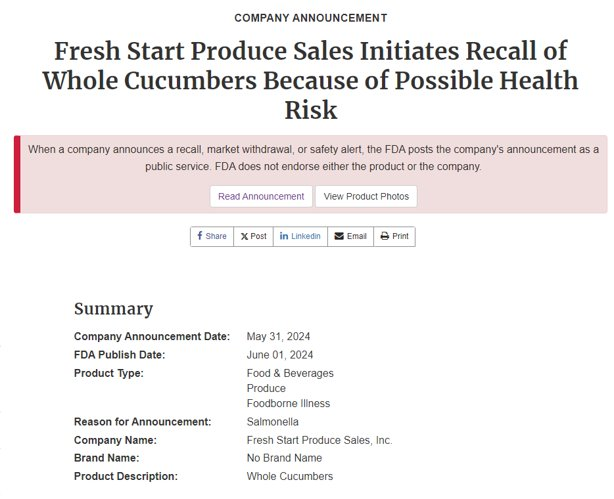 COMPANY ANNOUNCEMENT
Fresh Start Produce Sales Initiates Recall of
Whole Cucumbers Because of Possible Health
Risk
When a company announces a recall, market withdrawal, or safety alert, the FDA posts the company's announcement as a
public service. FDA does not endorse either the product or the company.
Read Announcement View Product Photos
Share Post Linkedin Email Print
Summary
Company Announcement Date: May 31, 2024
FDA Publish Date: June 01, 2024
Product Type: Food & Beverages
Produce
Foodborne Illness
Reason for Announcement: Salmonella
Company Name: Fresh Start Produce Sales, Inc.
Brand Name: No Brand Name
Product Description: Whole Cucumbers